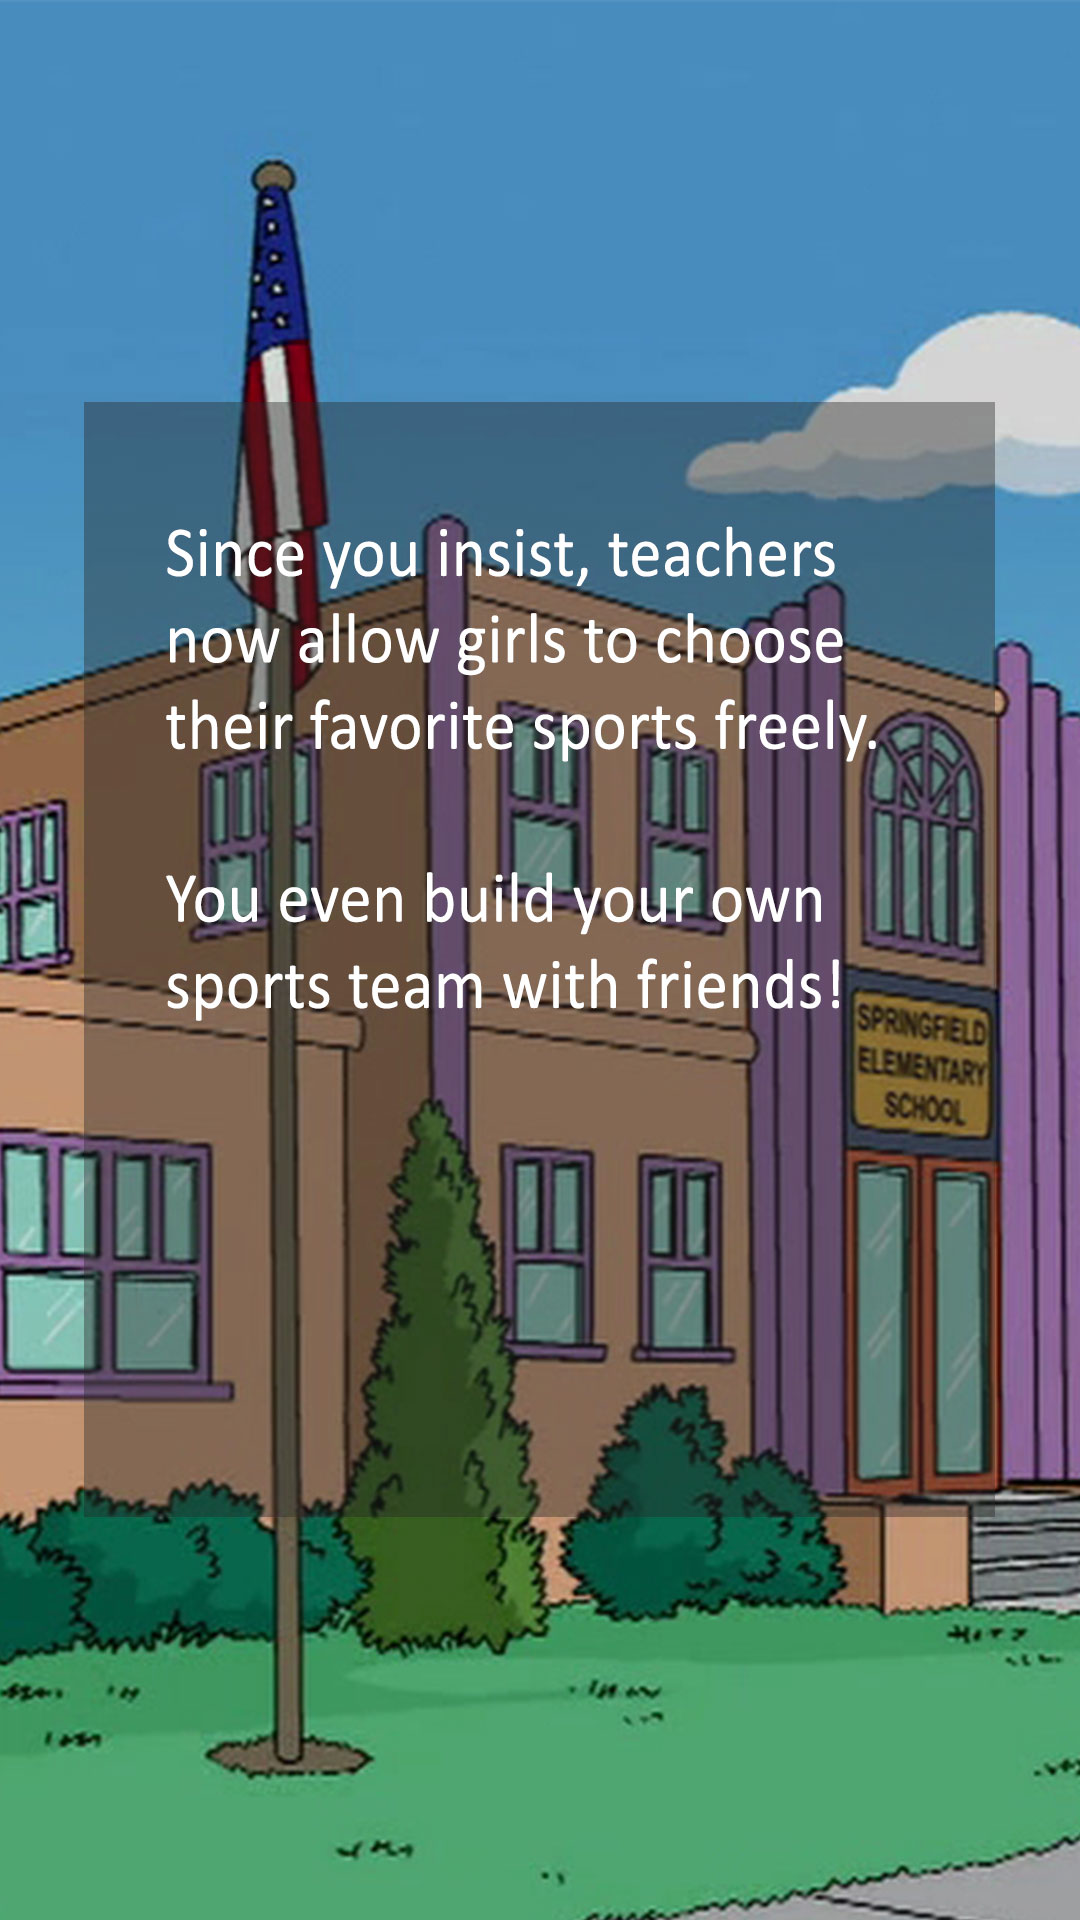 Since you insist, teachers
now allow girls to choose
their favorite sports freely.
You even build your own
sports team with friends!
SPRINGFIELD
ELEMENTARY
SCHOOL